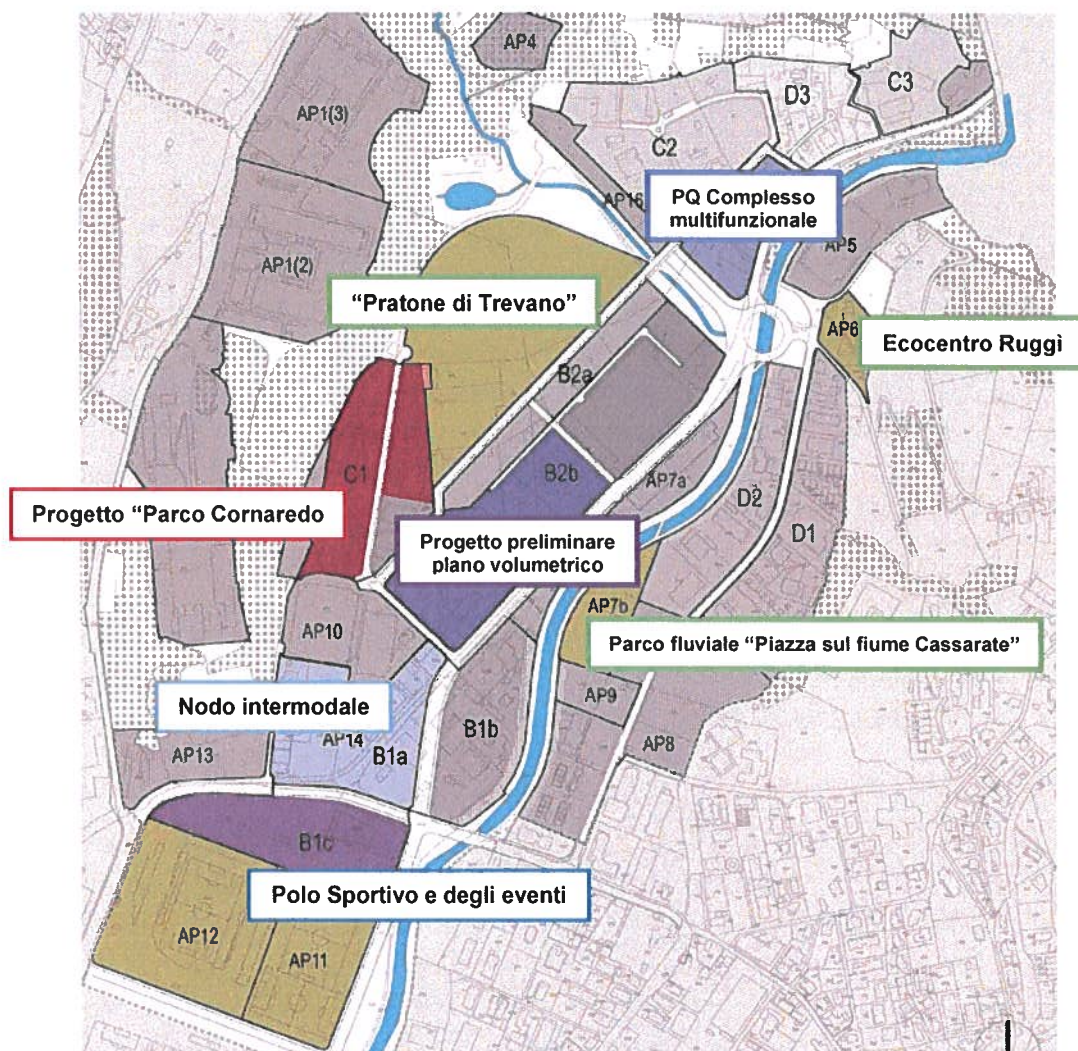 AP4
AP1(3)
D3
C3
C2
AP16
PQ Complesso
multifunzionale
AP5
AP1(2)
“Pratone di Trevano”
AP6
Ecocentro Ruggì
B2a
C1
B2b
AP7a
D2
D1
Progetto “Parco Cornaredo
Progetto preliminare
plano volumetrico
AP7b
AP10
Parco fluviale “Piazza sul fiume Cassarate”
Nodo intermodale
AP9
B1b
AP14
B1a
AP13
AP8
B1c
Polo Sportivo e degli eventi
AP12
AP11